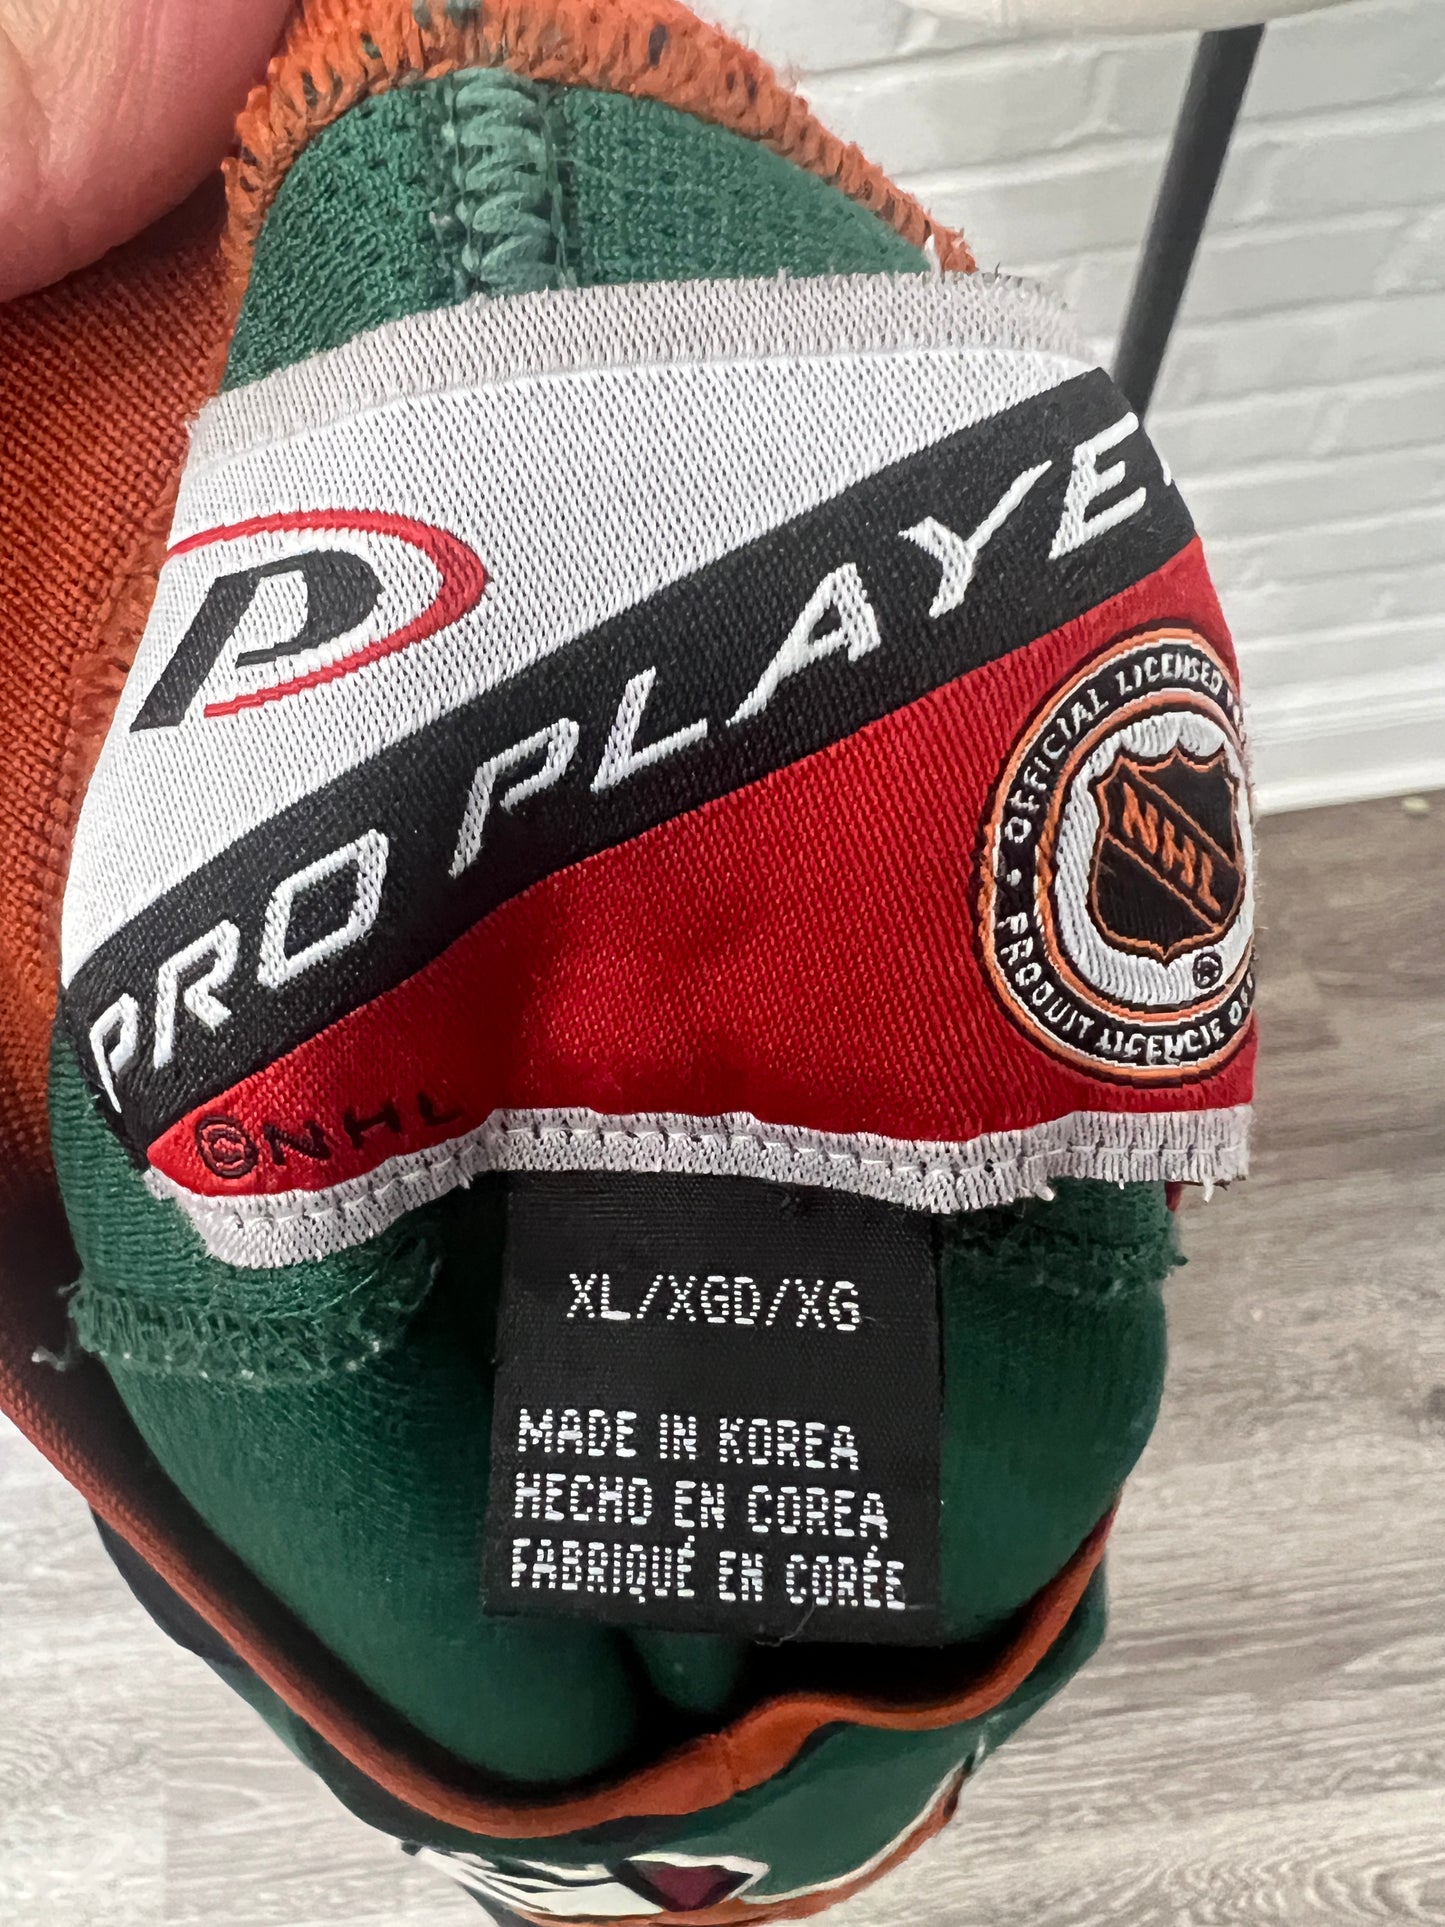 PRO PLAYE
OFFICIAL LICENSED
NHL
PRODUIT LICENCIE
©NHL
XL/XGD/XG
MADE IN KOREA
HECHO EN COREA
FABRIQUÉ EN CORÉE